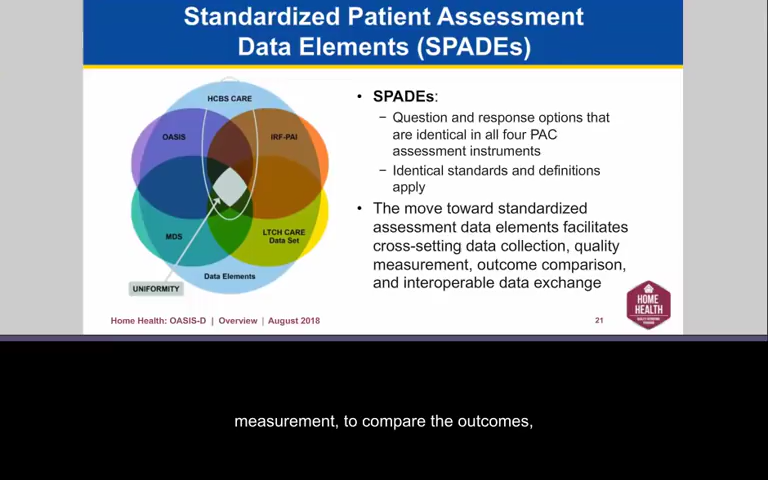 Standardized Patient Assessment
Data Elements (SPADEs)
HCBS CARE
OASIS
IRF-PAI
MDS
LTCH CARE
Data Set
Data Elements
UNIFORMITY
• SPADEs:
− Question and response options that
are identical in all four PAC
assessment instruments
− Identical standards and definitions
apply
• The move toward standardized
assessment data elements facilitates
cross-setting data collection, quality
measurement, outcome comparison,
and interoperable data exchange
HOME
HEALTH
Home Health: OASIS-D | Overview | August 2018
21
measurement, to compare the outcomes,